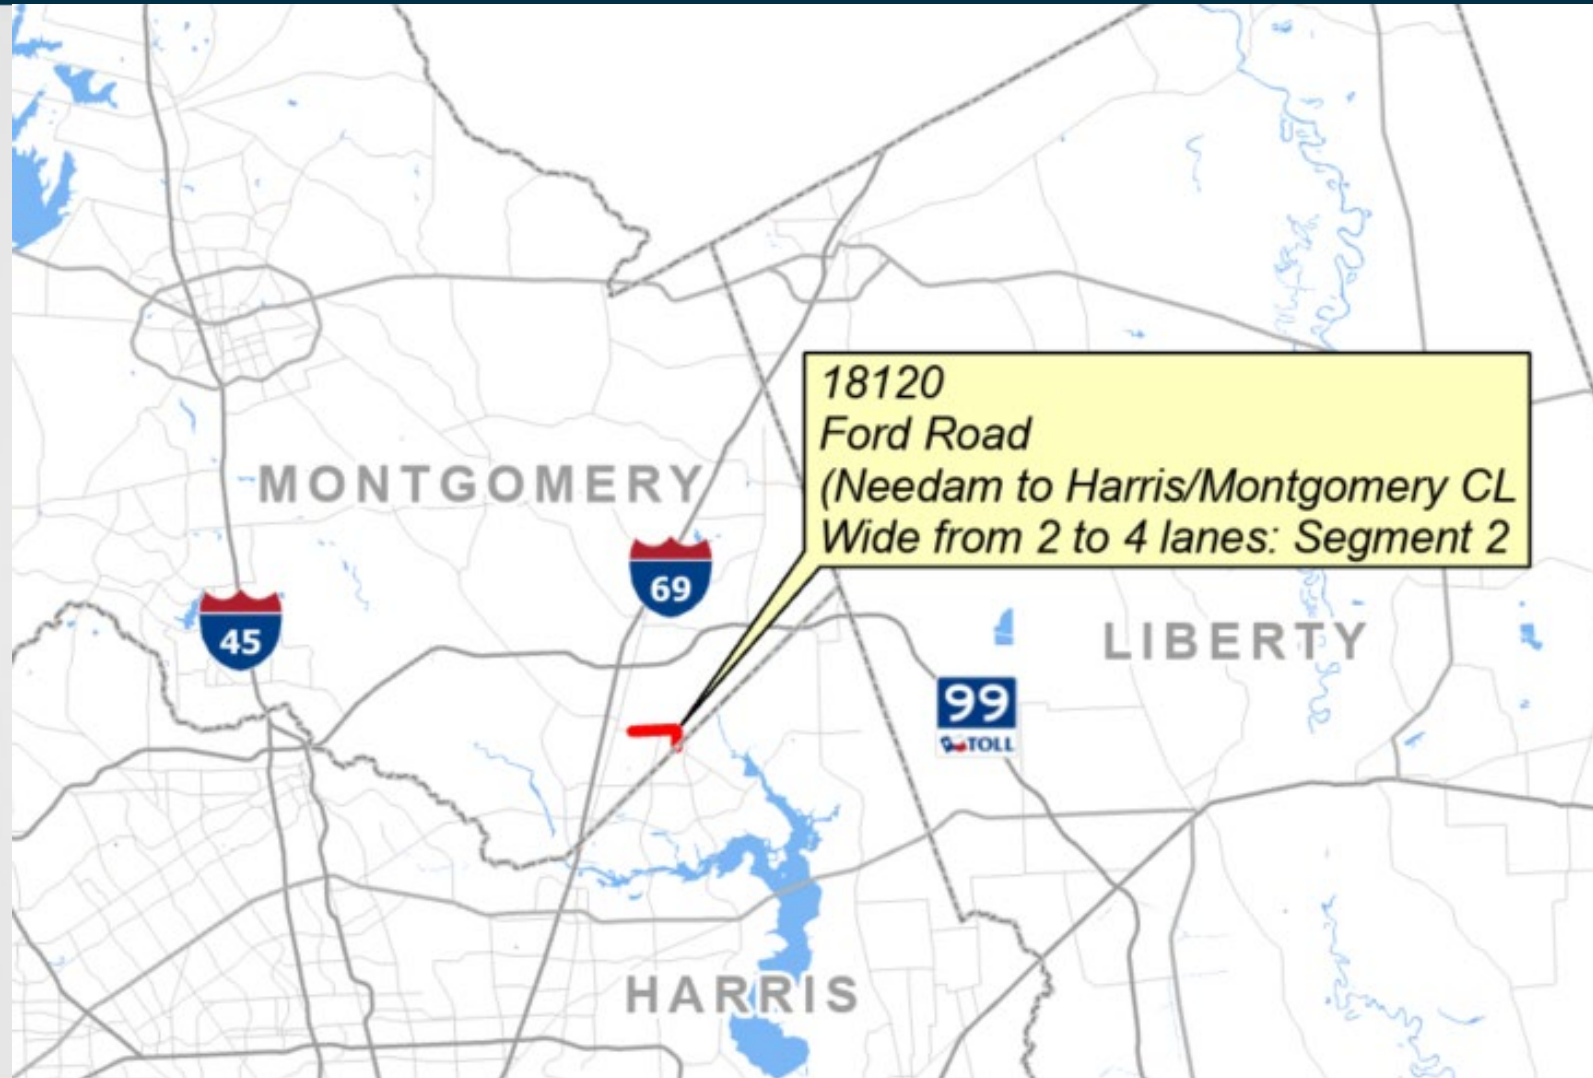 18120
Ford Road
(Needam to Harris/Montgomery CL
Wide from 2 to 4 lanes: Segment 2
MONTGOMERY
69
45
LIBERTY
99
TOLL
HARRIS